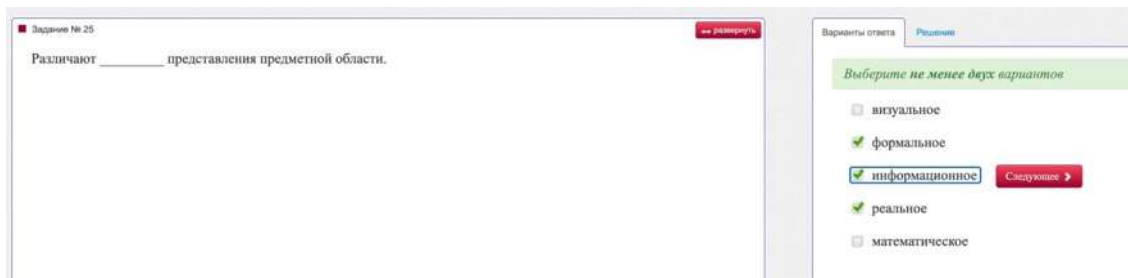 Задание № 25
развернуть
Различают _________ представления предметной области.
Варианты ответа
Решение
Выберите не менее двух вариантов
визуальное
формальное
информационное
Следующее
реальное
математическое